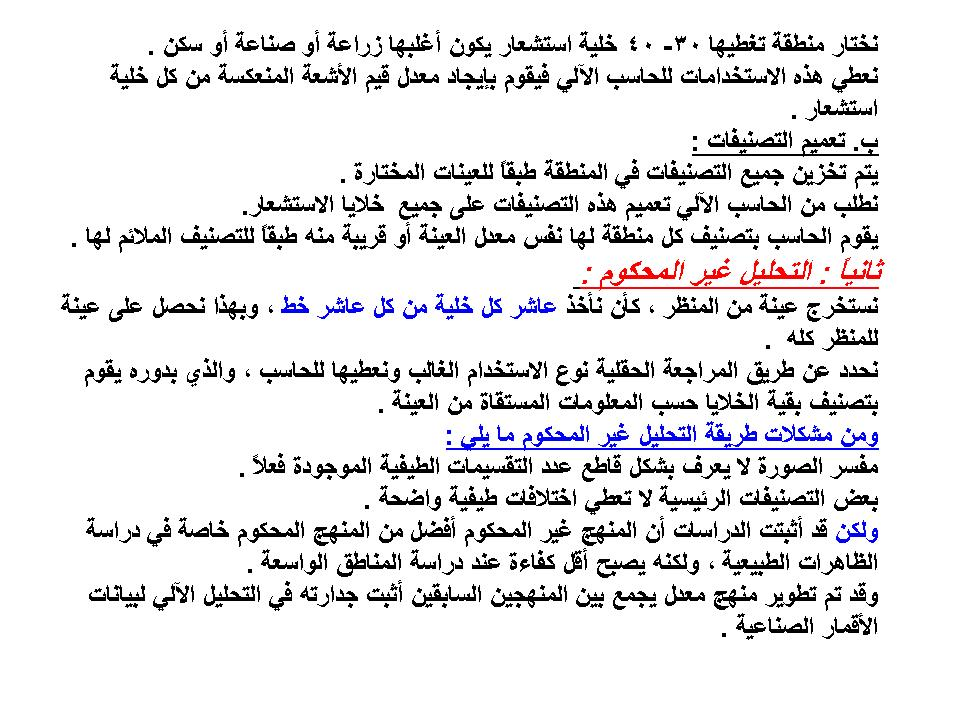 نختار منطقة تغطيها ٣٠- ٤٠ خلية استشعار يكون أغلبها زراعة أو صناعة أو سكن .
نعطي هذه الاستخدامات للحاسب الآلي فيقوم بإيجاد معدل قيم الأشعة المنعكسة من كل خلية
استشعار .
ب. تعميم التصنيفات :
يتم تخزين جميع التصنيفات في المنطقة طبقاً للعينات المختارة .
نطلب من الحاسب الآلي تعميم هذه التصنيفات على جميع خلايا الاستشعار.
يقوم الحاسب بتصنيف كل منطقة لها نفس معدل العينة أو قريبة منه طبقاً للتصنيف الملائم لها .
ثانياً : التحليل غير المحكوم :
نستخرج عينة من المنظر ، كأن نأخذ عاشر كل خلية من كل عاشر خط ، وبهذا نحصل على عينة
للمنظر كله .
نحدد عن طريق المراجعة الحقلية نوع الاستخدام الغالب ونعطيها للحاسب ، والذي بدوره يقوم
بتصنيف بقية الخلايا حسب المعلومات المستقاة من العينة .
ومن مشكلات طريقة التحليل غير المحكوم ما يلي :
مفسر الصورة لا يعرف بشكل قاطع عدد التقسيمات الطيفية الموجودة فعلاً .
بعض التصنيفات الرئيسية لا تعطي اختلافات طيفية واضحة .
ولكن قد أثبتت الدراسات أن المنهج غير المحكوم أفضل من المنهج المحكوم خاصة في دراسة
الظاهرات الطبيعية ، ولكنه يصبح أقل كفاءة عند دراسة المناطق الواسعة .
وقد تم تطوير منهج معدل يجمع بين المنهجين السابقين أثبت جدارته في التحليل الآلي لبيانات
الأقمار الصناعية .